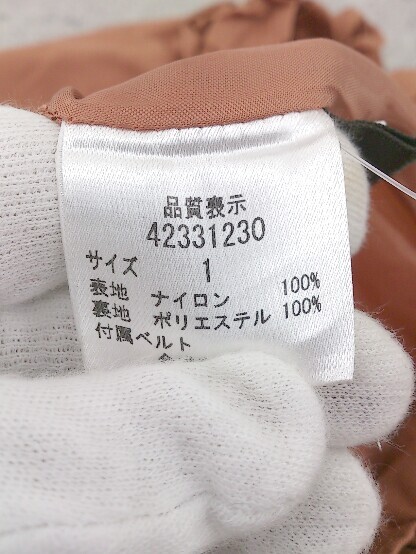 品質表示
42331230
サイズ 1
表地 ナイロン 100%
裏地 ポリエステル 100%
付属ベルト